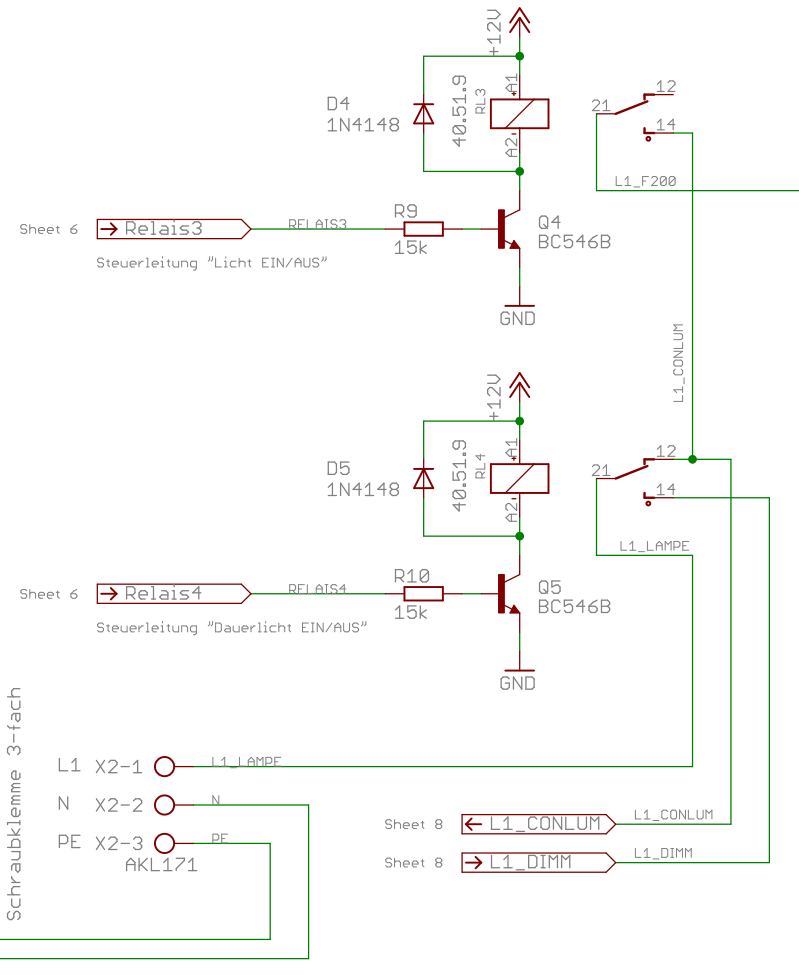 +12V
D4
1N4148
40.51.9
RL3
A1
A2
12
21
14
L1_F200
Sheet 6
Relais3
RELAIS3
R9
15k
Q4
BC546B
Steuerleitung "Licht EIN/AUS"
GND
L1_CONLUM
+12V
D5
1N4148
40.51.9
RL4
A1
A2
12
21
14
L1_LAMPE
Sheet 6
Relais4
RELAIS4
R10
15k
Q5
BC546B
Steuerleitung "Dauerlicht EIN/AUS"
GND
Schraubklemme 3-fach
L1 X2-1
L1_LAMPE
N X2-2
N
PE X2-3
PE
AKL171
Sheet 8
L1_CONLUM
L1_CONLUM
Sheet 8
L1_DIMM
L1_DIMM